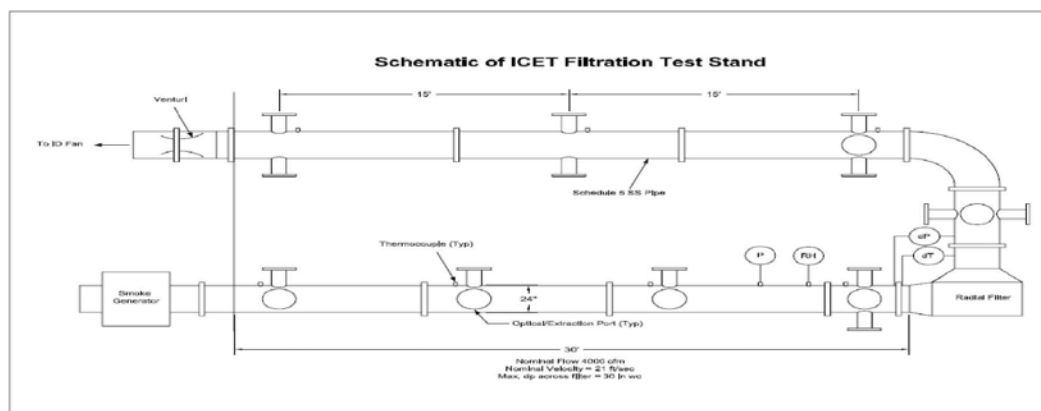 Schematic of ICET Filtration Test Stand
15'
15'
Venturi
To ID Fan
Schedule 5 SS Pipe
Thermocouple (Typ)
P
RH
dP
dT
Smoke
Generator
24"
Radial Filter
Optical/Extraction Port (Typ)
30'
Nominal Flow 4000 cfm
Nominal Velocity = 21 ft/sec
Max. dp across filter = 30 in wc